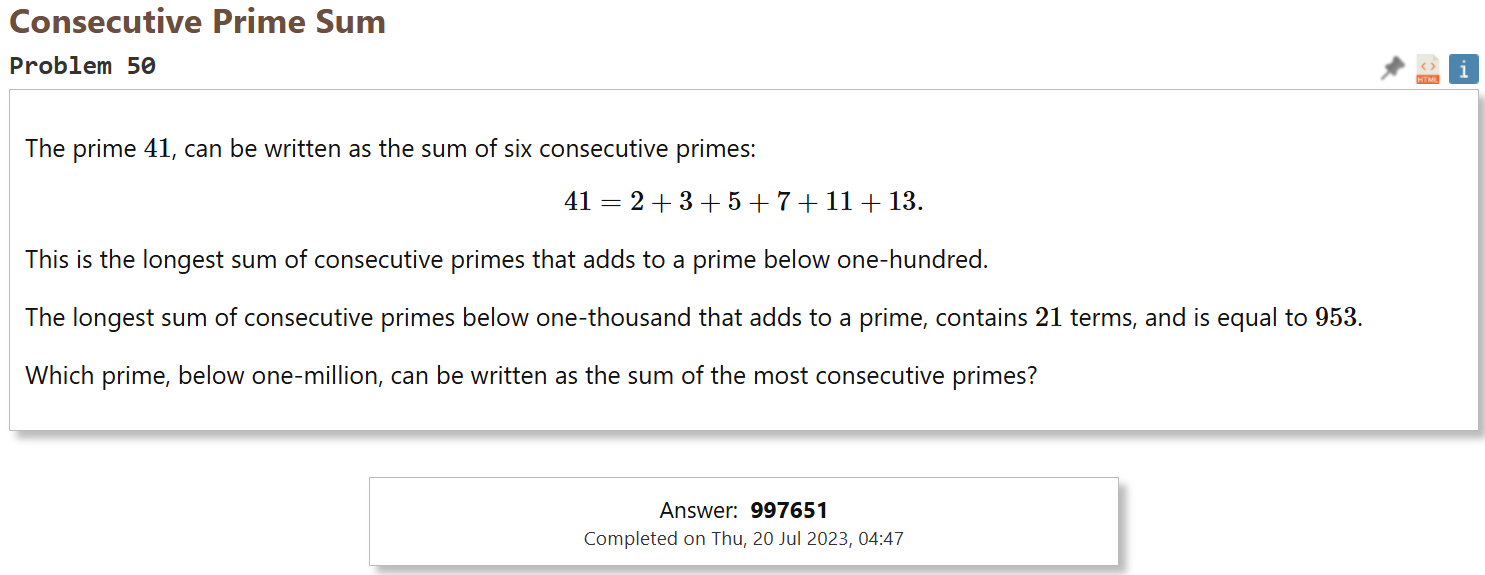 Consecutive Prime Sum
Problem 50
HTML
i
The prime 41, can be written as the sum of six consecutive primes:
41 = 2 + 3 + 5 + 7 + 11 + 13.
This is the longest sum of consecutive primes that adds to a prime below one-hundred.
The longest sum of consecutive primes below one-thousand that adds to a prime, contains 21 terms, and is equal to 953.
Which prime, below one-million, can be written as the sum of the most consecutive primes?
Answer: 997651
Completed on Thu, 20 Jul 2023, 04:47